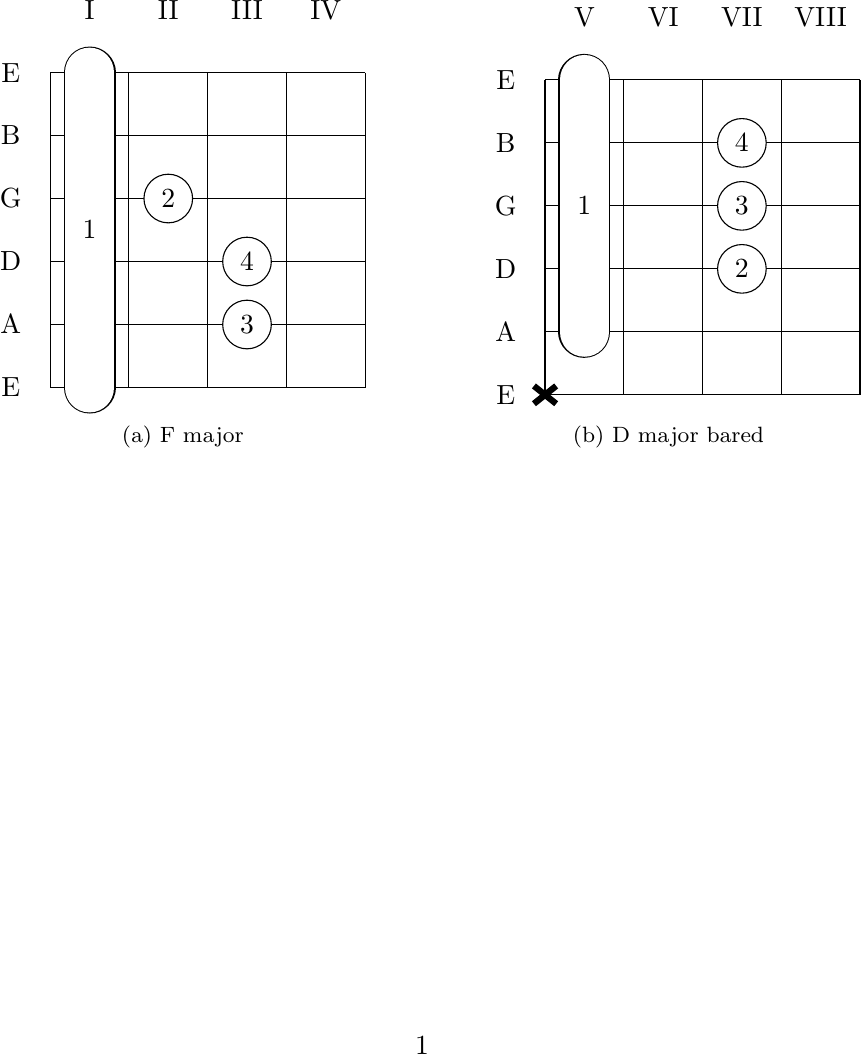 I II III IV
E
B
G 2
1
D 4
A 3
E
(a) F major
V VI VII VIII
E
B 4
G 1 3
D 2
A
E
(b) D major bared
1